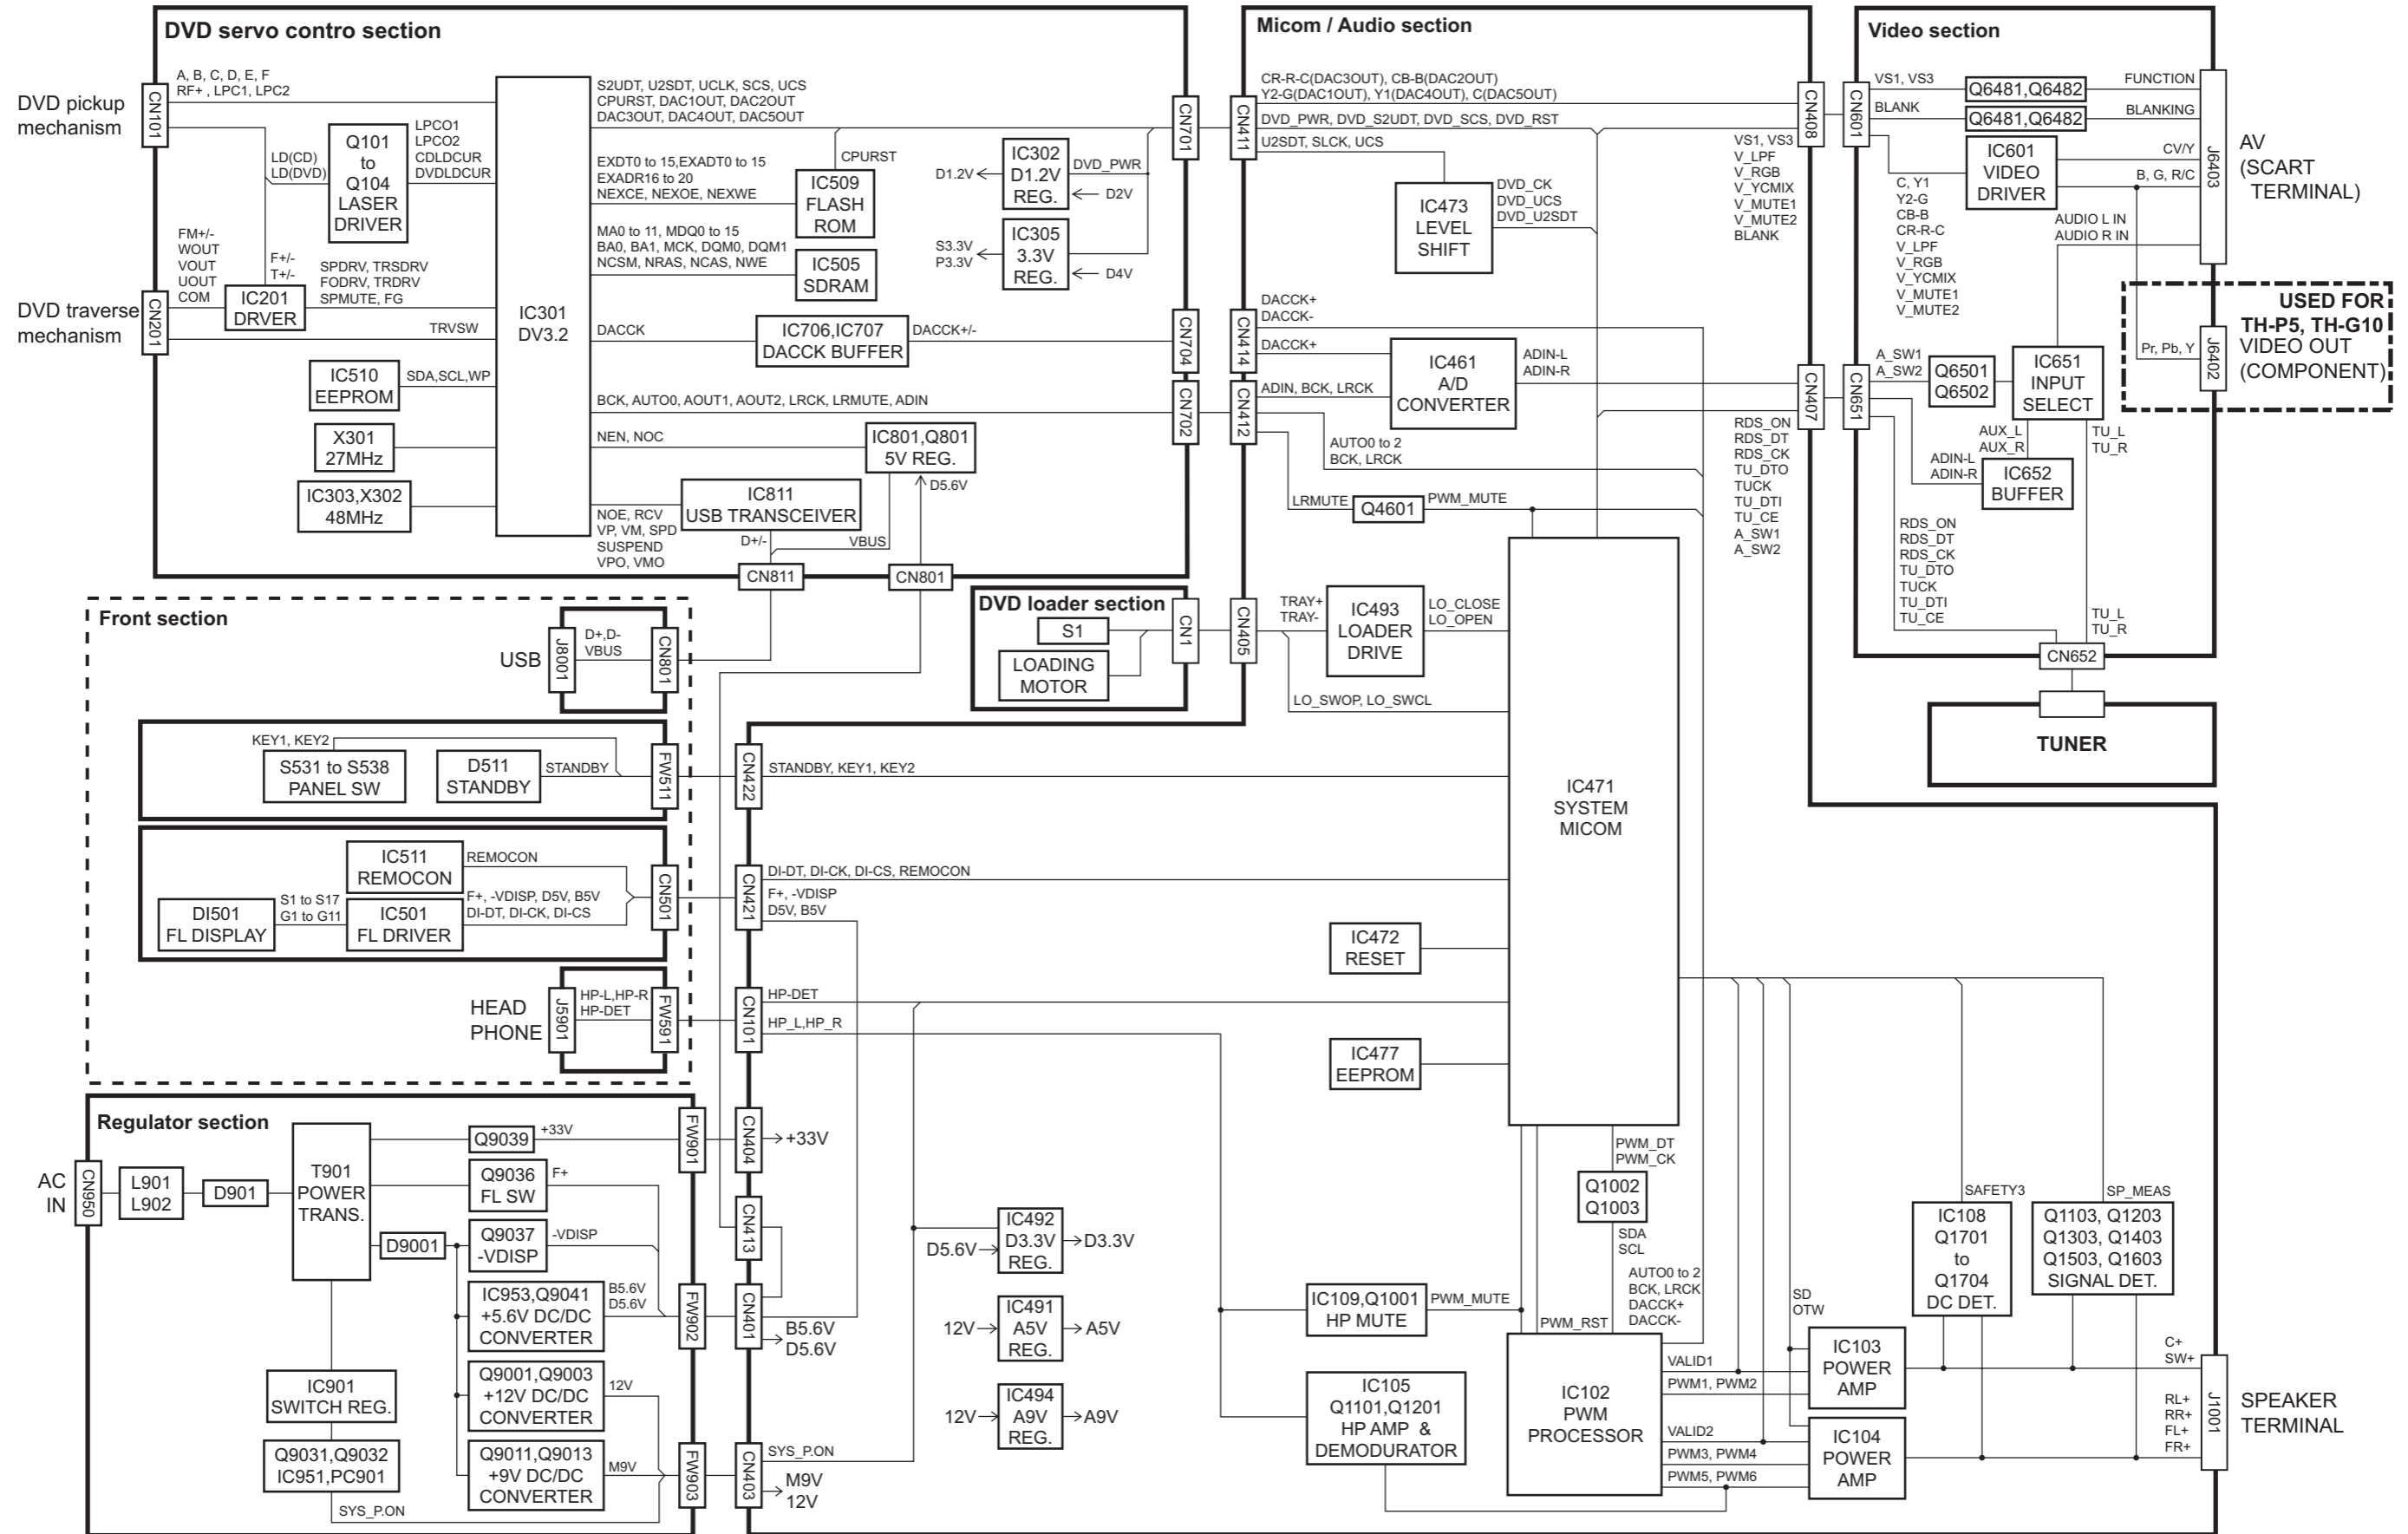 DVD servo contro section
DVD pickup
mechanism
CN101
A, B, C, D, E, F
RF+ , LPC1, LPC2
LD(CD)
LD(DVD)
Q101
to
Q104
LASER
DRIVER
LPCO1
LPCO2
CDLDCUR
DVDLDCUR
DVD traverse
mechanism
CN201
FM+/-
WOUT
VOUT
UOUT
COM
F+/-
T+/-
IC201
DRVER
SPDRV, TRSDRV
FODRV, TRDRV
SPMUTE, FG
TRVSW
IC510
EEPROM
SDA,SCL,WP
X301
27MHz
IC303,X302
48MHz
IC301
DV3.2
S2UDT, U2SDT, UCLK, SCS, UCS
CPURST, DAC1OUT, DAC2OUT
DAC3OUT, DAC4OUT, DAC5OUT
CPURST
EXDT0 to 15,EXADT0 to 15
EXADR16 to 20
NEXCE, NEXOE, NEXWE
IC509
FLASH
ROM
MA0 to 11, MDQ0 to 15
BA0, BA1, MCK, DQM0, DQM1
NCSM, NRAS, NCAS, NWE
IC505
SDRAM
D1.2V
IC302
D1.2V
REG.
DVD_PWR
D2V
S3.3V
P3.3V
IC305
3.3V
REG.
D4V
DACCK
IC706,IC707
DACCK BUFFER
DACCK+/-
BCK, AUTO0, AOUT1, AOUT2, LRCK, LRMUTE, ADIN
NEN, NOC
IC801,Q801
5V REG.
D5.6V
IC811
USB TRANSCEIVER
NOE, RCV
VP, VM, SPD
SUSPEND
VPO, VMO
D+/-
VBUS
CN811
CN801
CN701
CN704
CN702
Micom / Audio section
CN411
CR-R-C(DAC3OUT), CB-B(DAC2OUT)
Y2-G(DAC1OUT), Y1(DAC4OUT), C(DAC5OUT)
DVD_PWR, DVD_S2UDT, DVD_SCS, DVD_RST
U2SDT, SLCK, UCS
IC473
LEVEL
SHIFT
DVD_CK
DVD_UCS
DVD_U2SDT
CN408
VS1, VS3
V_LPF
V_RGB
V_YCMIX
V_MUTE1
V_MUTE2
BLANK
CN414
DACCK+
DACCK-
DACCK+
IC461
A/D
CONVERTER
ADIN-L
ADIN-R
CN412
ADIN, BCK, LRCK
AUTO0 to 2
BCK, LRCK
LRMUTE
Q4601
PWM_MUTE
CN407
RDS_ON
RDS_DT
RDS_CK
TU_DTO
TUCK
TU_DTI
TU_CE
A_SW1
A_SW2
Video section
CN601
VS1, VS3
BLANK
Q6481,Q6482
Q6481,Q6482
FUNCTION
BLANKING
IC601
VIDEO
DRIVER
CV/Y
B, G, R/C
C, Y1
Y2-G
CB-B
CR-R-C
V_LPF
V_RGB
V_YCMIX
V_MUTE1
V_MUTE2
AUDIO L IN
AUDIO R IN
J6403
AV
(SCART
TERMINAL)
USED FOR
TH-P5, TH-G10
VIDEO OUT
(COMPONENT)
Pr, Pb, Y
J6402
CN651
A_SW1
A_SW2
Q6501
Q6502
IC651
INPUT
SELECT
AUX_L
AUX_R
TU_L
TU_R
ADIN-L
ADIN-R
IC652
BUFFER
RDS_ON
RDS_DT
RDS_CK
TU_DTO
TUCK
TU_DTI
TU_CE
TU_L
TU_R
CN652
TUNER
Front section
USB
J8001
D+,D-
VBUS
CN801
DVD loader section
S1
LOADING
MOTOR
CN1
CN405
TRAY+
TRAY-
IC493
LOADER
DRIVE
LO_CLOSE
LO_OPEN
LO_SWOP, LO_SWCL
KEY1, KEY2
S531 to S538
PANEL SW
D511
STANDBY
STANDBY
FW511
CN422
STANDBY, KEY1, KEY2
IC471
SYSTEM
MICOM
IC511
REMOCON
REMOCON
DI501
FL DISPLAY
S1 to S17
G1 to G11
IC501
FL DRIVER
F+, -VDISP, D5V, B5V
DI-DT, DI-CK, DI-CS
CN501
CN421
DI-DT, DI-CK, DI-CS, REMOCON
F+, -VDISP
D5V, B5V
IC472
RESET
HEAD
PHONE
J5901
HP-L,HP-R
HP-DET
FW591
CN101
HP-DET
HP_L,HP_R
IC477
EEPROM
Regulator section
AC
IN
CN950
L901
L902
D901
T901
POWER
TRANS.
Q9039
+33V
FW901
CN404
+33V
Q9036
FL SW
F+
D9001
Q9037
-VDISP
-VDISP
CN413
IC953,Q9041
+5.6V DC/DC
CONVERTER
B5.6V
D5.6V
FW902
CN401
B5.6V
D5.6V
IC901
SWITCH REG.
Q9001,Q9003
+12V DC/DC
CONVERTER
12V
Q9031,Q9032
IC951,PC901
Q9011,Q9013
+9V DC/DC
CONVERTER
M9V
SYS_P.ON
FW903
CN403
SYS_P.ON
M9V
12V
D5.6V
IC492
D3.3V
REG.
D3.3V
12V
IC491
A5V
REG.
A5V
12V
IC494
A9V
REG.
A9V
PWM_DT
PWM_CK
Q1002
Q1003
SDA
SCL
AUTO0 to 2
BCK, LRCK
DACCK+
DACCK-
IC109,Q1001
HP MUTE
PWM_MUTE
PWM_RST
IC105
Q1101,Q1201
HP AMP &
DEMODURATOR
IC102
PWM
PROCESSOR
VALID1
PWM1, PWM2
VALID2
PWM3, PWM4
PWM5, PWM6
SD
OTW
IC103
POWER
AMP
IC104
POWER
AMP
SAFETY3
IC108
Q1701
to
Q1704
DC DET.
SP_MEAS
Q1103, Q1203
Q1303, Q1403
Q1503, Q1603
SIGNAL DET.
C+
SW+
RL+
RR+
FL+
FR+
J1001
SPEAKER
TERMINAL